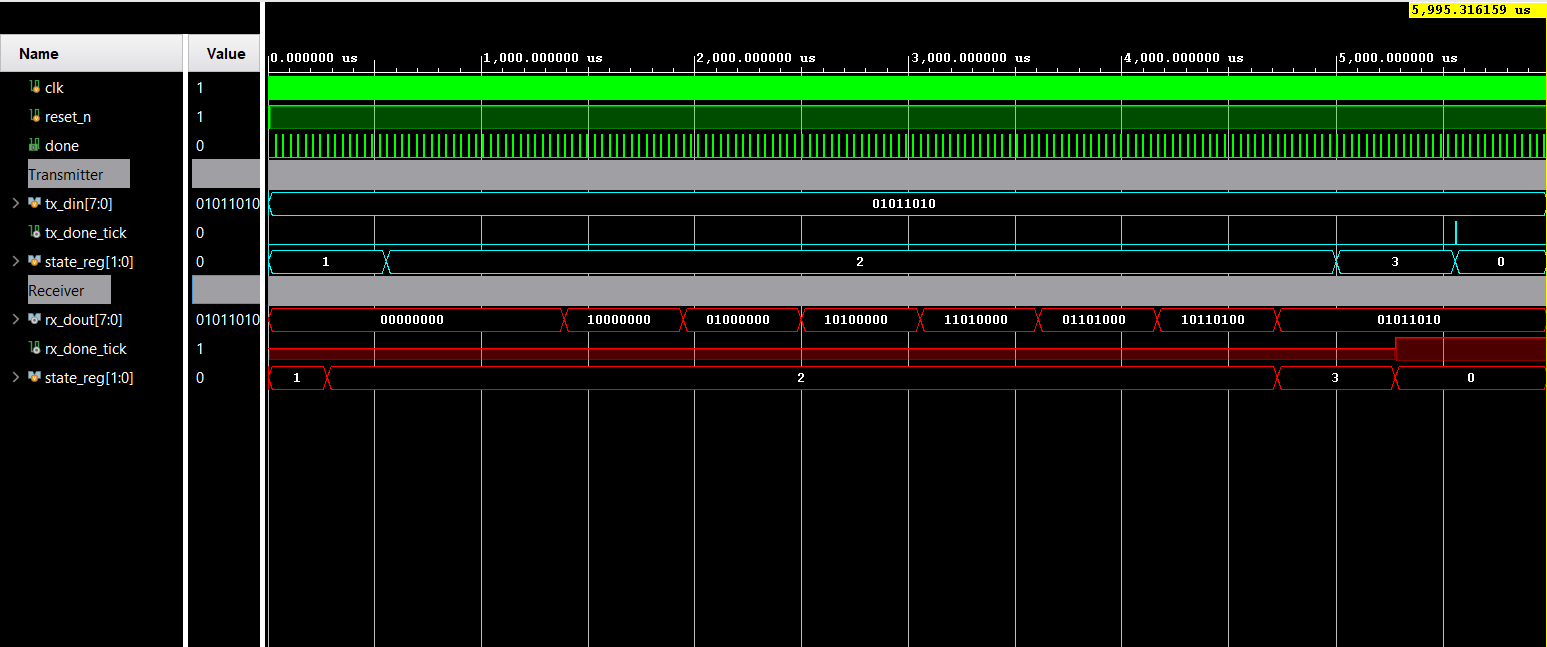 5,995.316159 us
Name Value
0.000000 us 1,000.000000 us 2,000.000000 us 3,000.000000 us 4,000.000000 us 5,000.000000 us
clk 1
reset_n 1
done 0
Transmitter
tx_din[7:0] 01011010 01011010
tx_done_tick 0
state_reg[1:0] 0 1 2 3 0
Receiver
rx_dout[7:0] 01011010 00000000 10000000 01000000 10100000 11010000 01101000 10110100 01011010
rx_done_tick 1
state_reg[1:0] 0 1 2 3 0